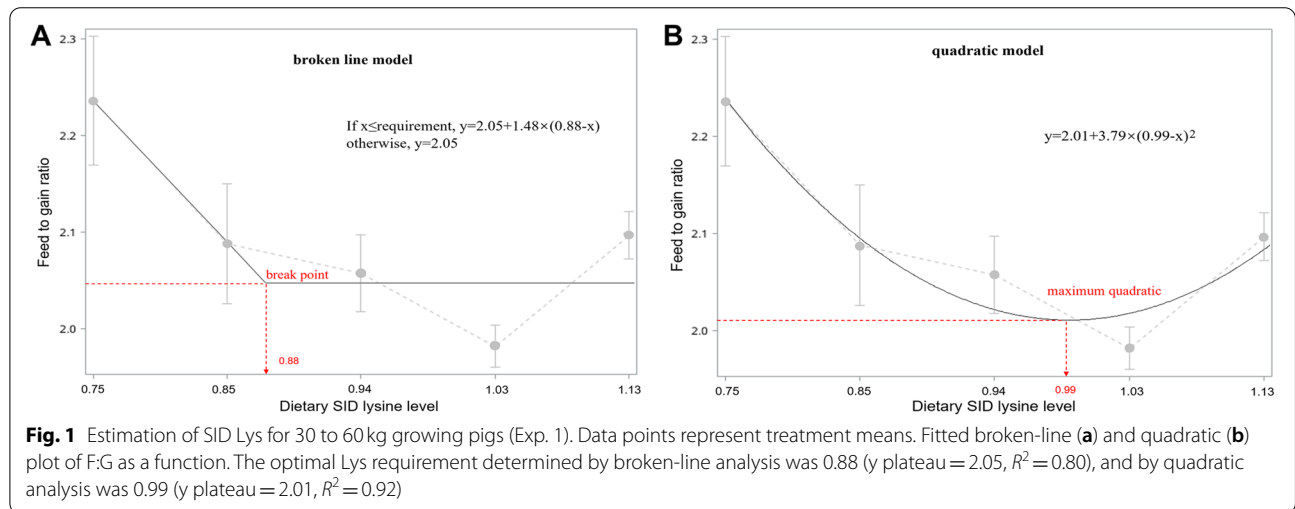 A
broken line model
2.3
2.2
2.1
2.0
Feed to gain ratio
If x≤requirement, y=2.05+1.48×(0.88-x)
otherwise, y=2.05
break point
0.88
0.75 0.85 0.94 1.03 1.13
Dietary SID lysine level
B
quadratic model
2.3
2.2
2.1
2.0
Feed to gain ratio
y=2.01+3.79×(0.99-x)2
maximum quadratic
0.75 0.85 0.94 0.99 1.03 1.13
Dietary SID lysine level
Fig. 1 Estimation of SID Lys for 30 to 60 kg growing pigs (Exp. 1). Data points represent treatment means. Fitted broken-line (a) and quadratic (b)
plot of F:G as a function. The optimal Lys requirement determined by broken-line analysis was 0.88 (y plateau = 2.05, R2 = 0.80), and by quadratic
analysis was 0.99 (y plateau = 2.01, R2 = 0.92)